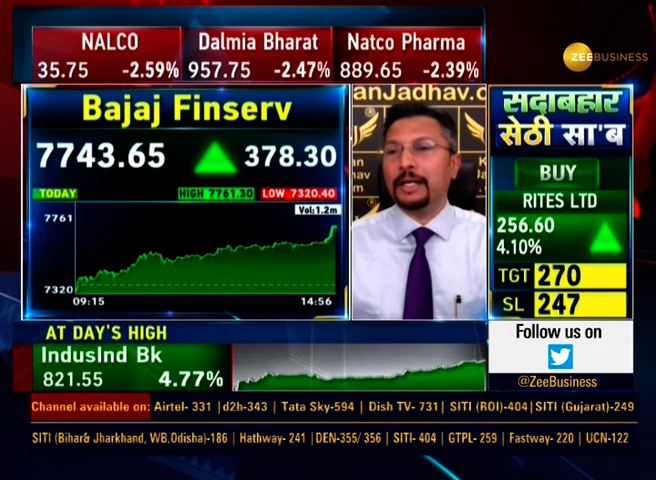 NALCO
35.75 -2.59%
Dalmia Bharat
957.75 -2.47%
Natco Pharma
889.65 -2.39%
ZEE BUSINESS
Bajaj Finserv
7743.65 378.30
TODAY HIGH 7761.30 LOW 7320.40
Vol:1.2m
7761
7320
09:15 14:56
anJadhav.c
सदाबहार
सेठी सा'ब
BUY
RITES LTD
256.60
4.10%
TGT 270
SL 247
AT DAY'S HIGH
IndusInd Bk
821.55 4.77%
Follow us on
@ZeeBusiness
Channel available on: Airtel- 331 | d2h-343 | Tata Sky-594 | Dish TV- 731 | SITI (ROI)-404 | SITI (Gujarat)-249
SITI (Bihar& Jharkhand, WB,Odisha)-186 | Hathway- 241 | DEN-355/ 356 | SITI- 404 | GTPL- 259 | Fastway- 220 | UCN-122